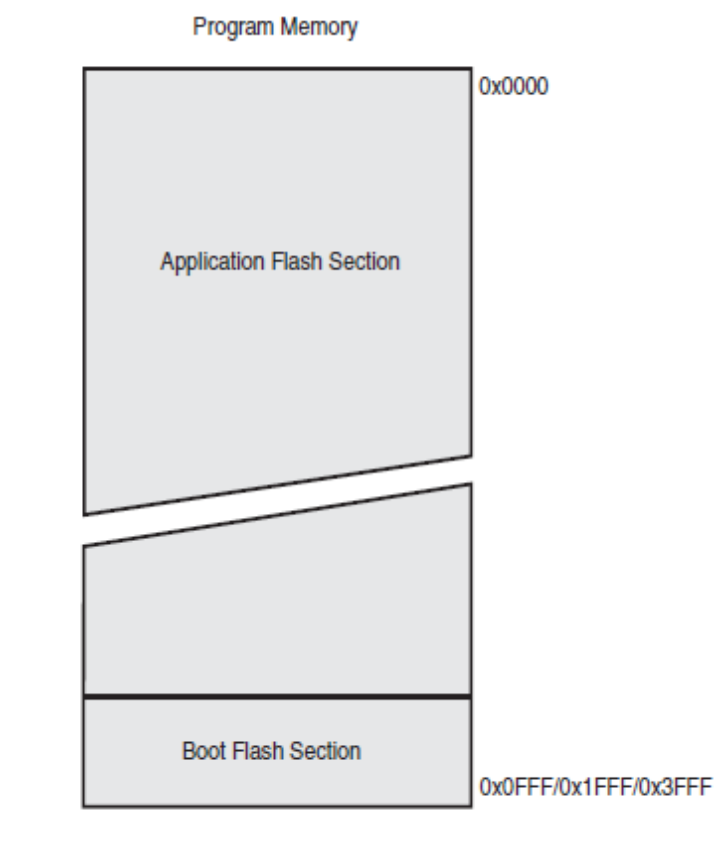 Program Memory
0x0000
Application Flash Section
Boot Flash Section
0x0FFF/0x1FFF/0x3FFF